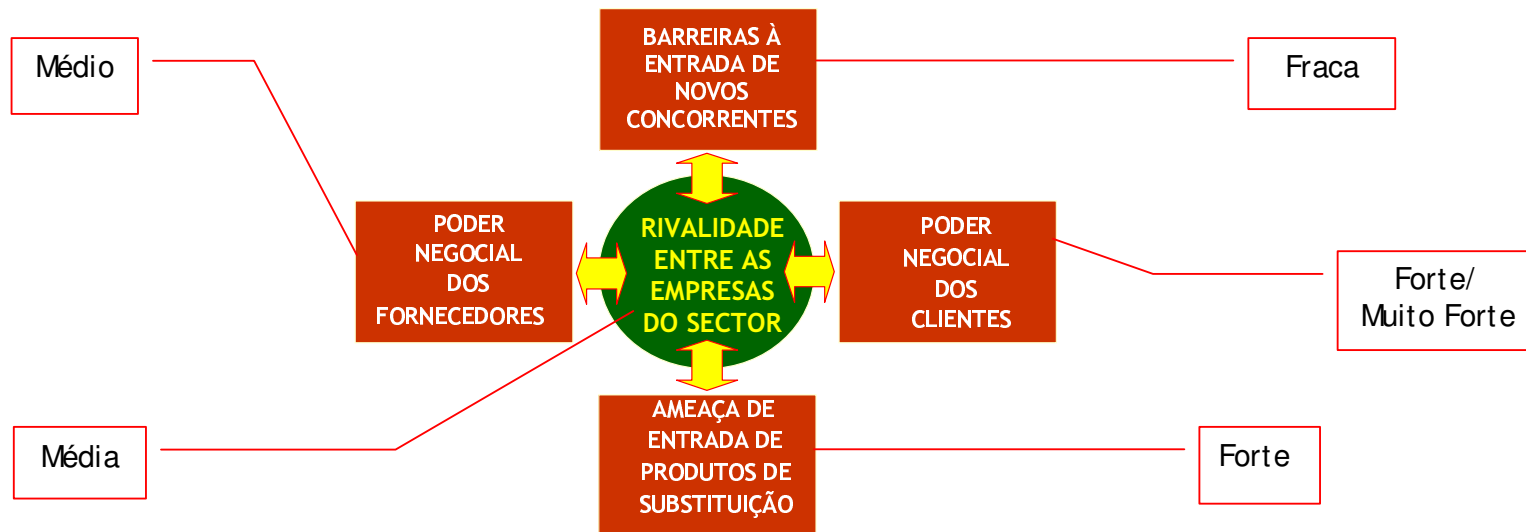 BARREIRAS À
ENTRADA DE
NOVOS
CONCORRENTES
Médio
Fraca
PODER
NEGOCIAL
DOS
FORNECEDORES
RIVALIDADE
ENTRE AS
EMPRESAS
DO SECTOR
PODER
NEGOCIAL
DOS
CLIENTES
Forte/
Muito Forte
AMEAÇA DE
ENTRADA DE
PRODUTOS DE
SUBSTITUIÇÃO
Média
Forte